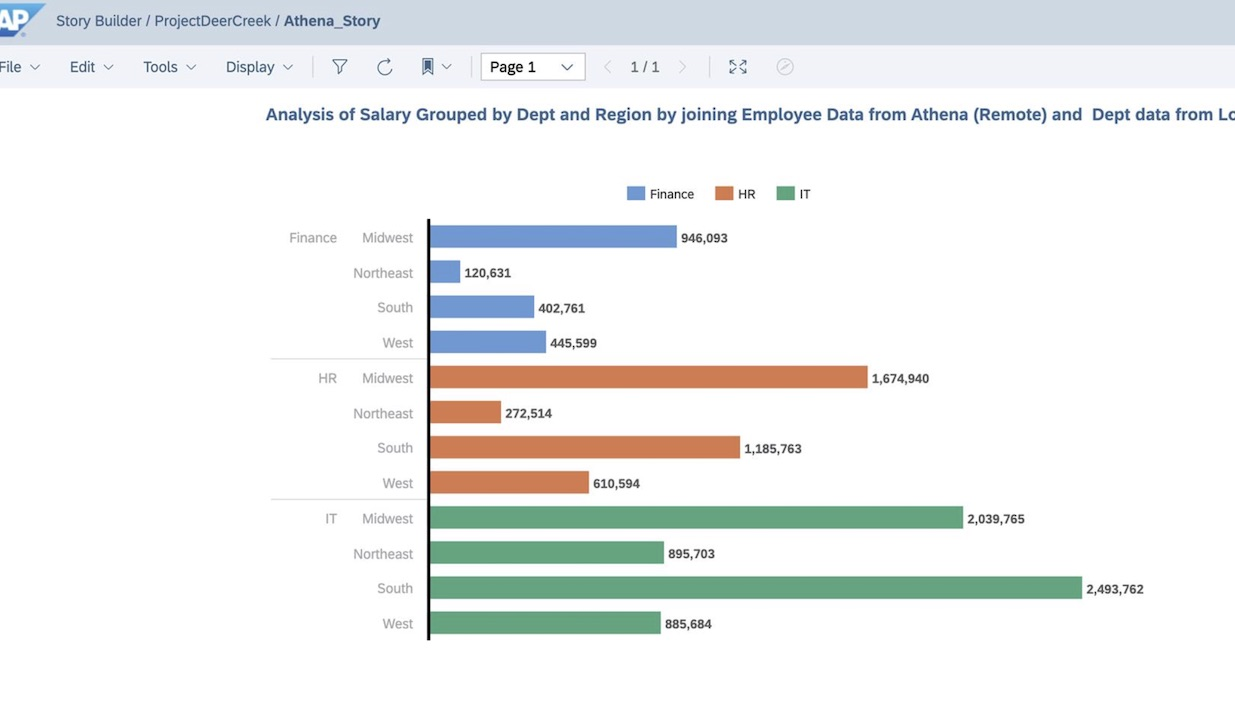 AP
Story Builder / ProjectDeerCreek / Athena_Story
File Edit Tools Display Page 1 1 / 1
Analysis of Salary Grouped by Dept and Region by joining Employee Data from Athena (Remote) and Dept data from Lo
Finance HR IT
Finance Midwest 946,093
Northeast 120,631
South 402,761
West 445,599
HR Midwest 1,674,940
Northeast 272,514
South 1,185,763
West 610,594
IT Midwest 2,039,765
Northeast 895,703
South 2,493,762
West 885,684